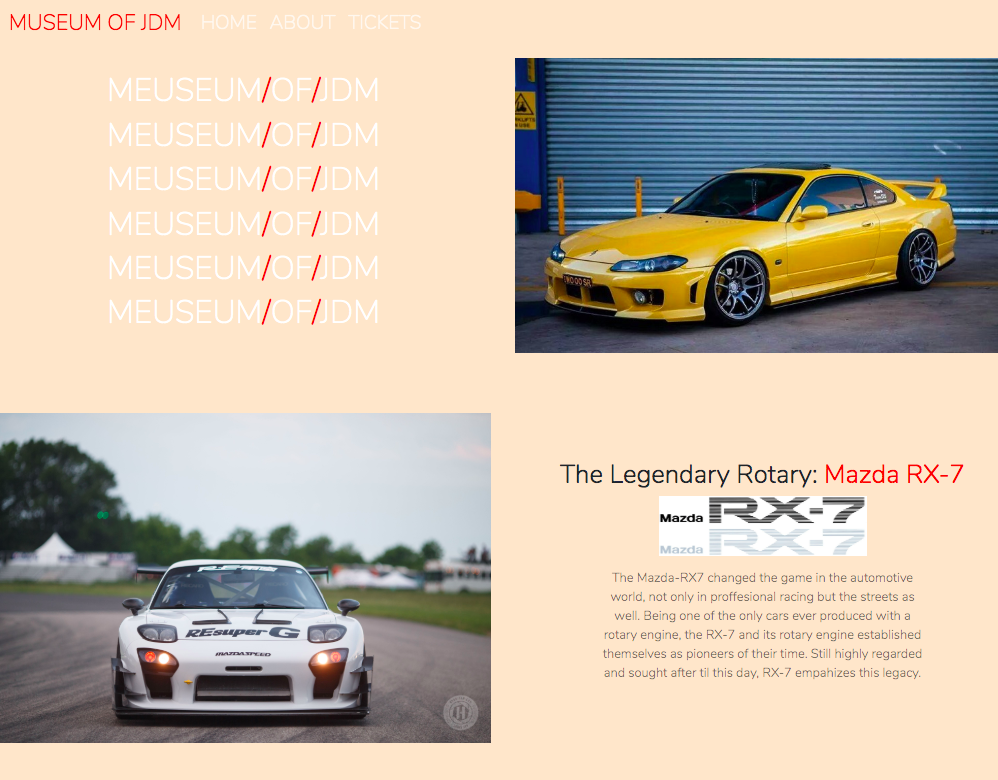 MUSEUM OF JDM HOME ABOUT TICKETS
MEUSEUM/OF/JDM
MEUSEUM/OF/JDM
MEUSEUM/OF/JDM
MEUSEUM/OF/JDM
MEUSEUM/OF/JDM
MEUSEUM/OF/JDM
TWO OO SR
The Legendary Rotary: Mazda RX-7
Mazda RX-7
Mazda RX-7
The Mazda-RX7 changed the game in the automotive
world, not only in proffesional racing but the streets as
well. Being one of the only cars ever produced with a
rotary engine, the RX-7 and its rotary engine established
themselves as pioneers of their time. Still highly regarded
and sought after til this day, RX-7 empahizes this legacy.
REsuper G
MAZDASPEED